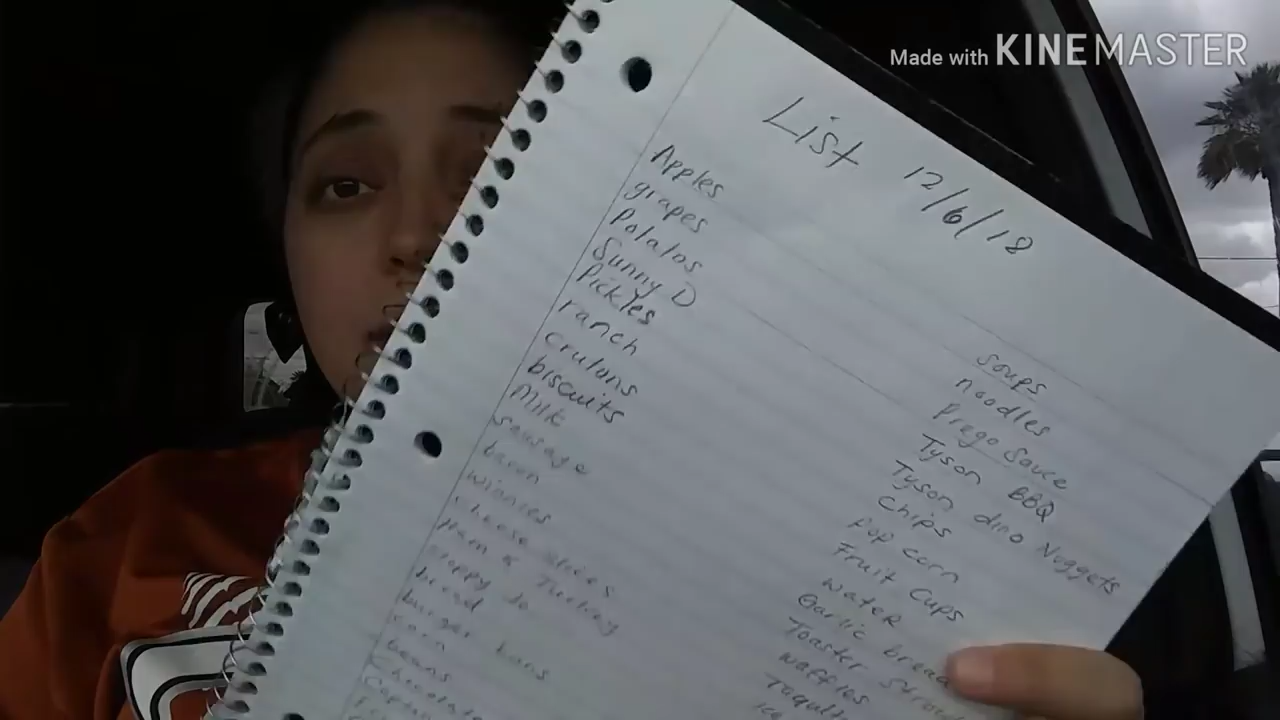 Made with KINEMASTER
List 12/6/18
Apples
grapes
Potatos
Sunny D
Pickles
ranch
crutons
biscuits
Milk
sausage
bacon
winnies
cheese slices
Ham & Turkey
sloppy Jo
bread
burger buns
corn
beans
Chocolate
soups
noodles
Prego Sauce
Tyson BBQ
Tyson dino Nuggets
Chips
Pop corn
Fruit Cups
water
Garlic bread
Toaster
waffles
ice